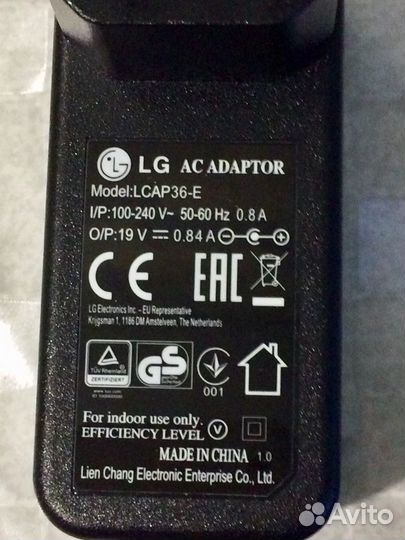 LG AC ADAPTOR
Model:LCAP36-E
I/P:100-240 V~ 50-60 Hz 0.8 A
O/P:19 V⎓0.84 A
CE EAC
LG Electronics Inc. - EU Representative
Krijgsman 1, 1186 DM Amstelveen, The Netherlands
TÜV Rheinland
ZERTIFIZIERT
GS
001
For indoor use only.
EFFICIENCY LEVEL V
MADE IN CHINA 1.0
Lien Chang Electronic Enterprise Co., Ltd.
Avito